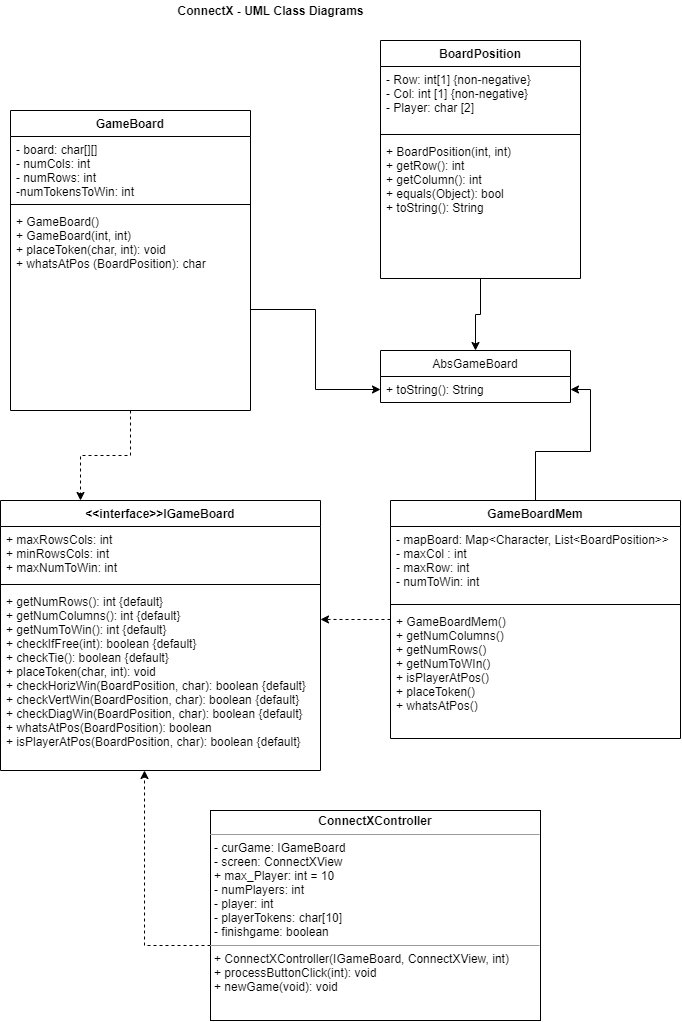 ConnectX - UML Class Diagrams
BoardPosition
- Row: int[1] {non-negative}
- Col: int [1] {non-negative}
- Player: char [2]
+ BoardPosition(int, int)
+ getRow(): int
+ getColumn(): int
+ equals(Object): bool
+ toString(): String
GameBoard
- board: char[][]
- numCols: int
- numRows: int
-numTokensToWin: int
+ GameBoard()
+ GameBoard(int, int)
+ placeToken(char, int): void
+ whatsAtPos (BoardPosition): char
AbsGameBoard
+ toString(): String
<<interface>>IGameBoard
+ maxRowsCols: int
+ minRowsCols: int
+ maxNumToWin: int
+ getNumRows(): int {default}
+ getNumColumns(): int {default}
+ getNumToWin(): int {default}
+ checkIfFree(int): boolean {default}
+ checkTie(): boolean {default}
+ placeToken(char, int): void
+ checkHorizWin(BoardPosition, char): boolean {default}
+ checkVertWin(BoardPosition, char): boolean {default}
+ checkDiagWin(BoardPosition, char): boolean {default}
+ whatsAtPos(BoardPosition): boolean
+ isPlayerAtPos(BoardPosition, char): boolean {default}
GameBoardMem
- mapBoard: Map<Character, List<BoardPosition>>
- maxCol : int
- maxRow: int
- numToWin: int
+ GameBoardMem()
+ getNumColumns()
+ getNumRows()
+ getNumToWIn()
+ isPlayerAtPos()
+ placeToken()
+ whatsAtPos()
ConnectXController
- curGame: IGameBoard
- screen: ConnectXView
+ max_Player: int = 10
- numPlayers: int
- player: int
- playerTokens: char[10]
- finishgame: boolean
+ ConnectXController(IGameBoard, ConnectXView, int)
+ processButtonClick(int): void
+ newGame(void): void